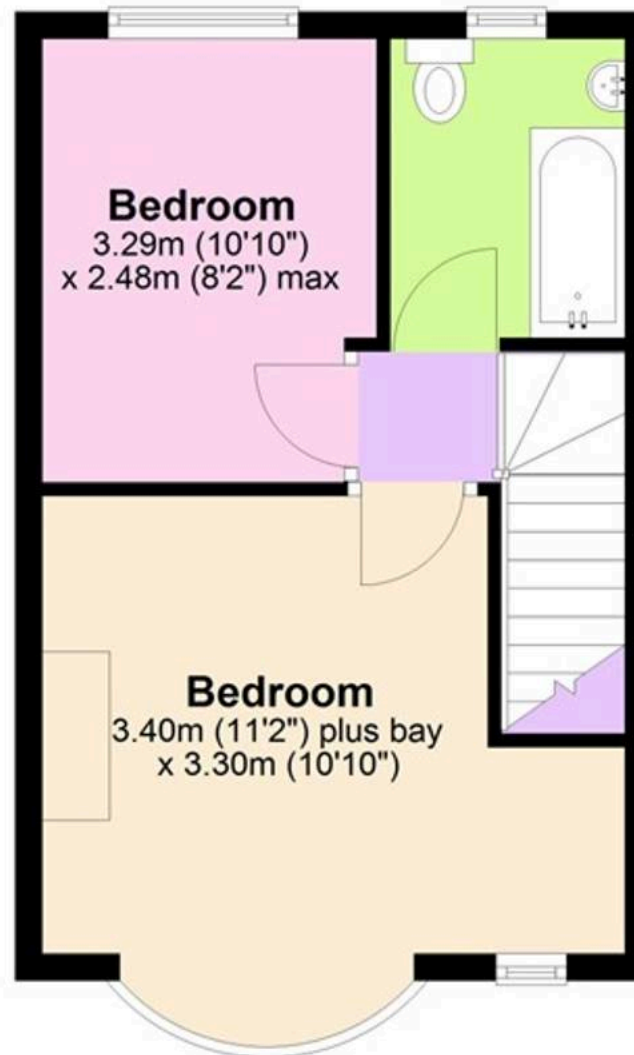 Bedroom
3.29m (10'10")
x 2.48m (8'2") max
Bedroom
3.40m (11'2") plus bay
x 3.30m (10'10")